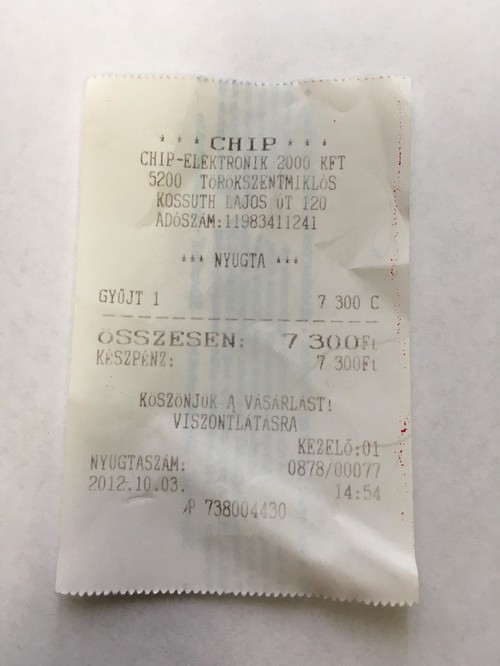 *** CHIP ***
CHIP-ELEKTRONIK 2000 KFT
5200 TÖRÖKSZENTMIKLÓS
KOSSUTH LAJOS ÚT 120
ADÓSZÁM:11983411241
*** NYUGTA ***
GYŰJT 1 7 300 C
ÖSSZESEN: 7 300Ft
KÉSZPÉNZ: 7 300Ft
KÖSZÖNJÜK A VÁSÁRLÁST!
VISZONTLÁTÁSRA
KEZELŐ:01
NYUGTASZÁM: 0878/00077
2012.10.03. 14:54
AP 738004430